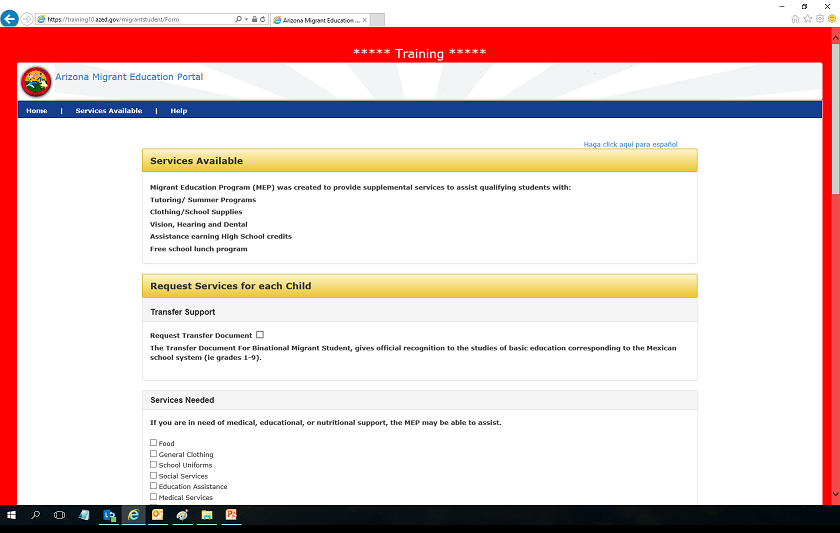 https://training10.azed.gov/migrantstudent/Form
Arizona Migrant Education ...
***** Training *****
Arizona Migrant Education Portal
Home | Services Available | Help
Haga click aquí para español
Services Available
Migrant Education Program (MEP) was created to provide supplemental services to assist qualifying students with:
Tutoring/ Summer Programs
Clothing/School Supplies
Vision, Hearing and Dental
Assistance earning High School credits
Free school lunch program
Request Services for each Child
Transfer Support
Request Transfer Document
The Transfer Document For Binational Migrant Student, gives official recognition to the studies of basic education corresponding to the Mexican
school system (ie grades 1-9).
Services Needed
If you are in need of medical, educational, or nutritional support, the MEP may be able to assist.
Food
General Clothing
School Uniforms
Social Services
Education Assistance
Medical Services